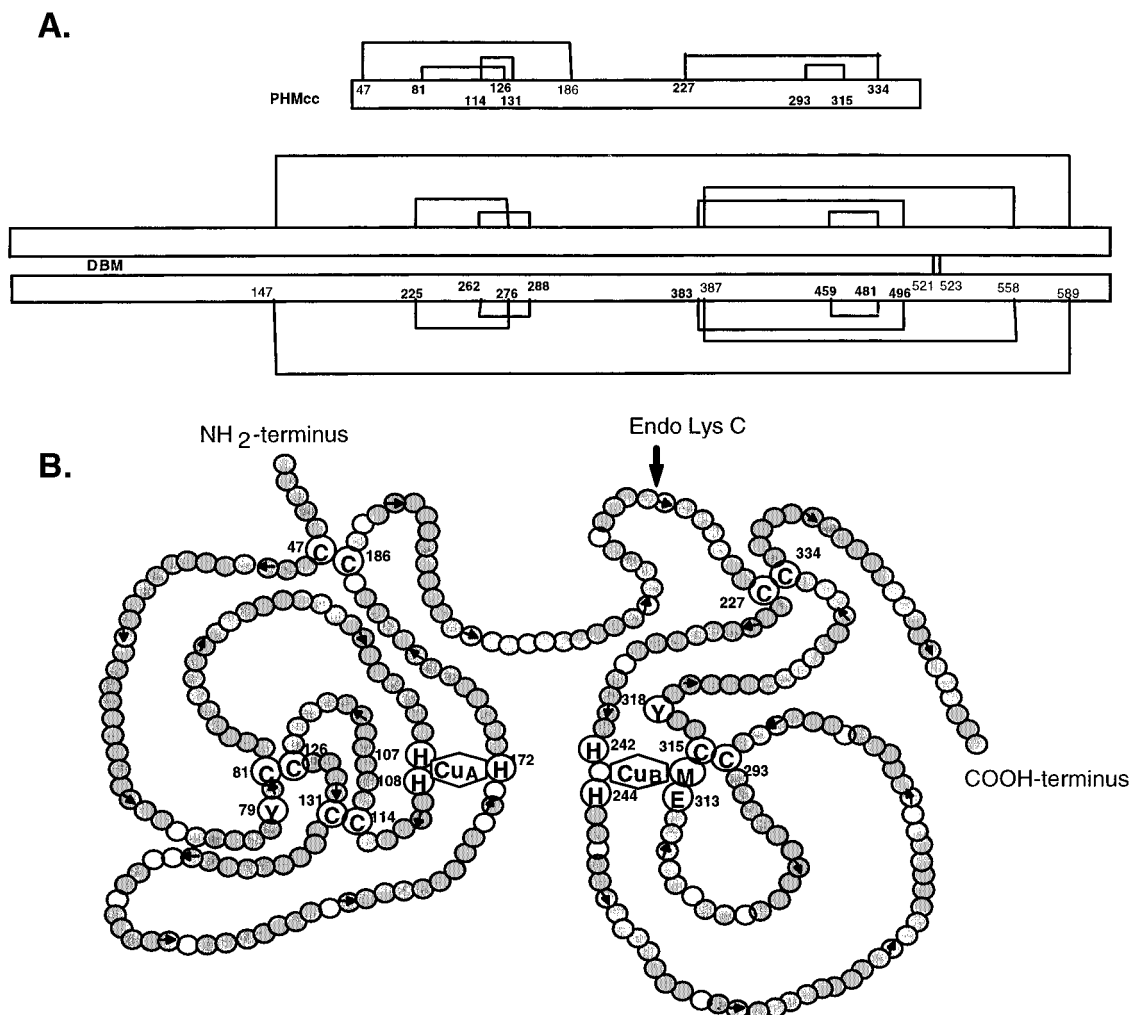 A.
PHMcc
47 81 126 186 227 334
114 131 293 315
DBM
147 225 262 276 288 383 387 459 481 496 521 523 558 589
B.
NH 2-terminus
Endo Lys C
47 C C 186
334 C
C 227
318 Y
H 242
315 C C 293
CuB M
H 244
E 313
COOH-terminus
126
81 C C
107 H
CuA H 172
108 H
79 Y
131 C C 114